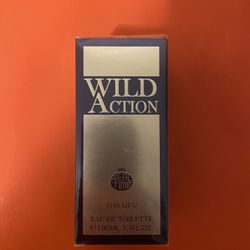 WILD
ACTION
REAL
TIME
FOR MEN
EAU DE TOILETTE
℮100ML 3.3FL.OZ